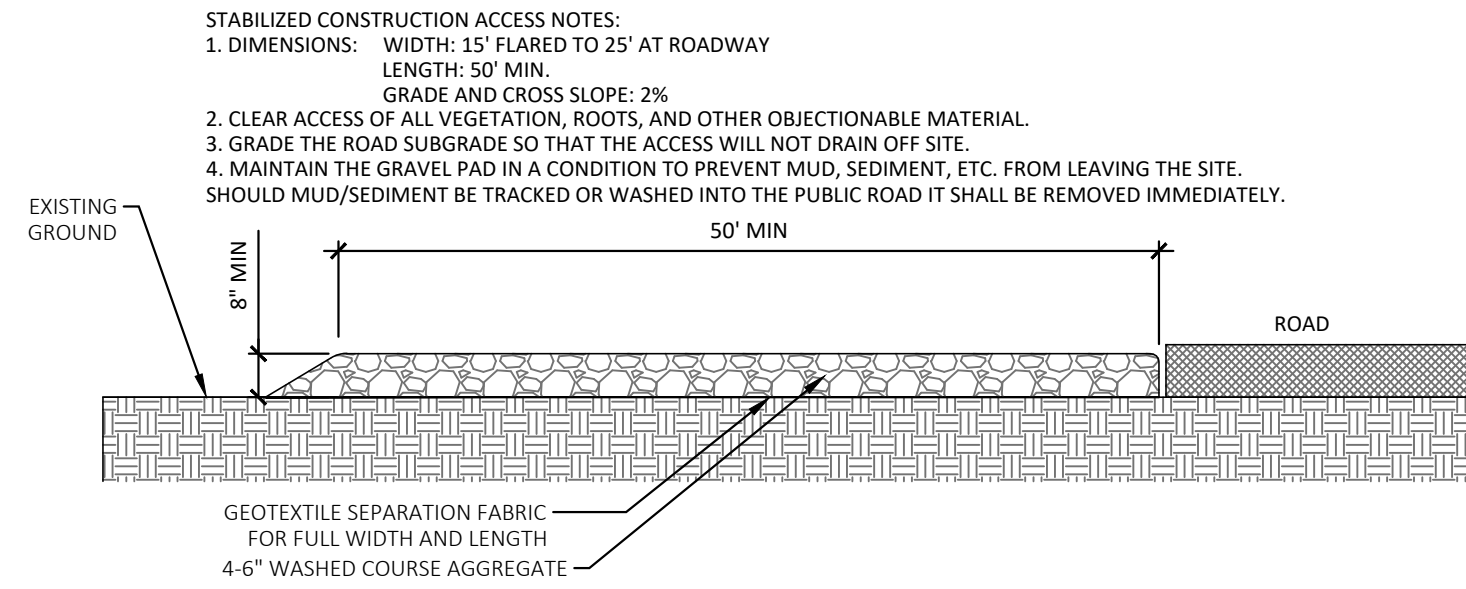 STABILIZED CONSTRUCTION ACCESS NOTES:
1. DIMENSIONS: WIDTH: 15' FLARED TO 25' AT ROADWAY
LENGTH: 50' MIN.
GRADE AND CROSS SLOPE: 2%
2. CLEAR ACCESS OF ALL VEGETATION, ROOTS, AND OTHER OBJECTIONABLE MATERIAL.
3. GRADE THE ROAD SUBGRADE SO THAT THE ACCESS WILL NOT DRAIN OFF SITE.
4. MAINTAIN THE GRAVEL PAD IN A CONDITION TO PREVENT MUD, SEDIMENT, ETC. FROM LEAVING THE SITE.
SHOULD MUD/SEDIMENT BE TRACKED OR WASHED INTO THE PUBLIC ROAD IT SHALL BE REMOVED IMMEDIATELY.
EXISTING
GROUND
8" MIN
50' MIN
ROAD
GEOTEXTILE SEPARATION FABRIC
FOR FULL WIDTH AND LENGTH
4-6" WASHED COURSE AGGREGATE